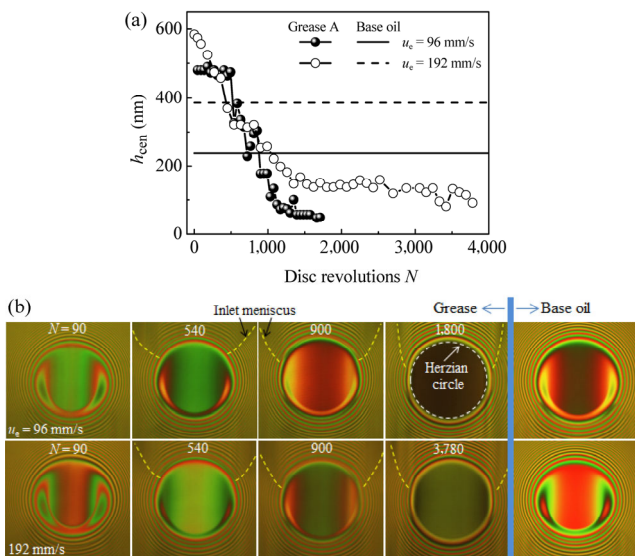 (a)
600
400
200
0
h_cen (nm)
Grease A Base oil
u_e = 96 mm/s
u_e = 192 mm/s
0 1,000 2,000 3,000 4,000
Disc revolutions N
(b)
Inlet meniscus
Grease Base oil
N = 90 540 900 1,800
Herzian
circle
u_e = 96 mm/s
N = 90 540 900 3,780
192 mm/s